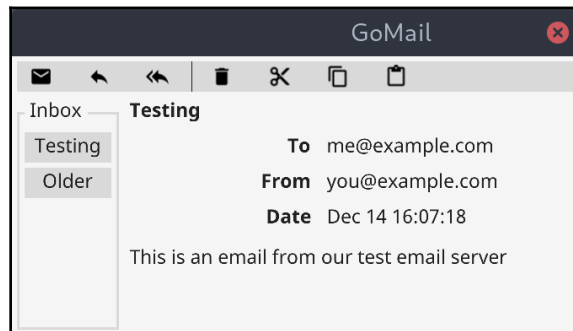 GoMail
Inbox
Testing
Older
Testing
To me@example.com
From you@example.com
Date Dec 14 16:07:18
This is an email from our test email server